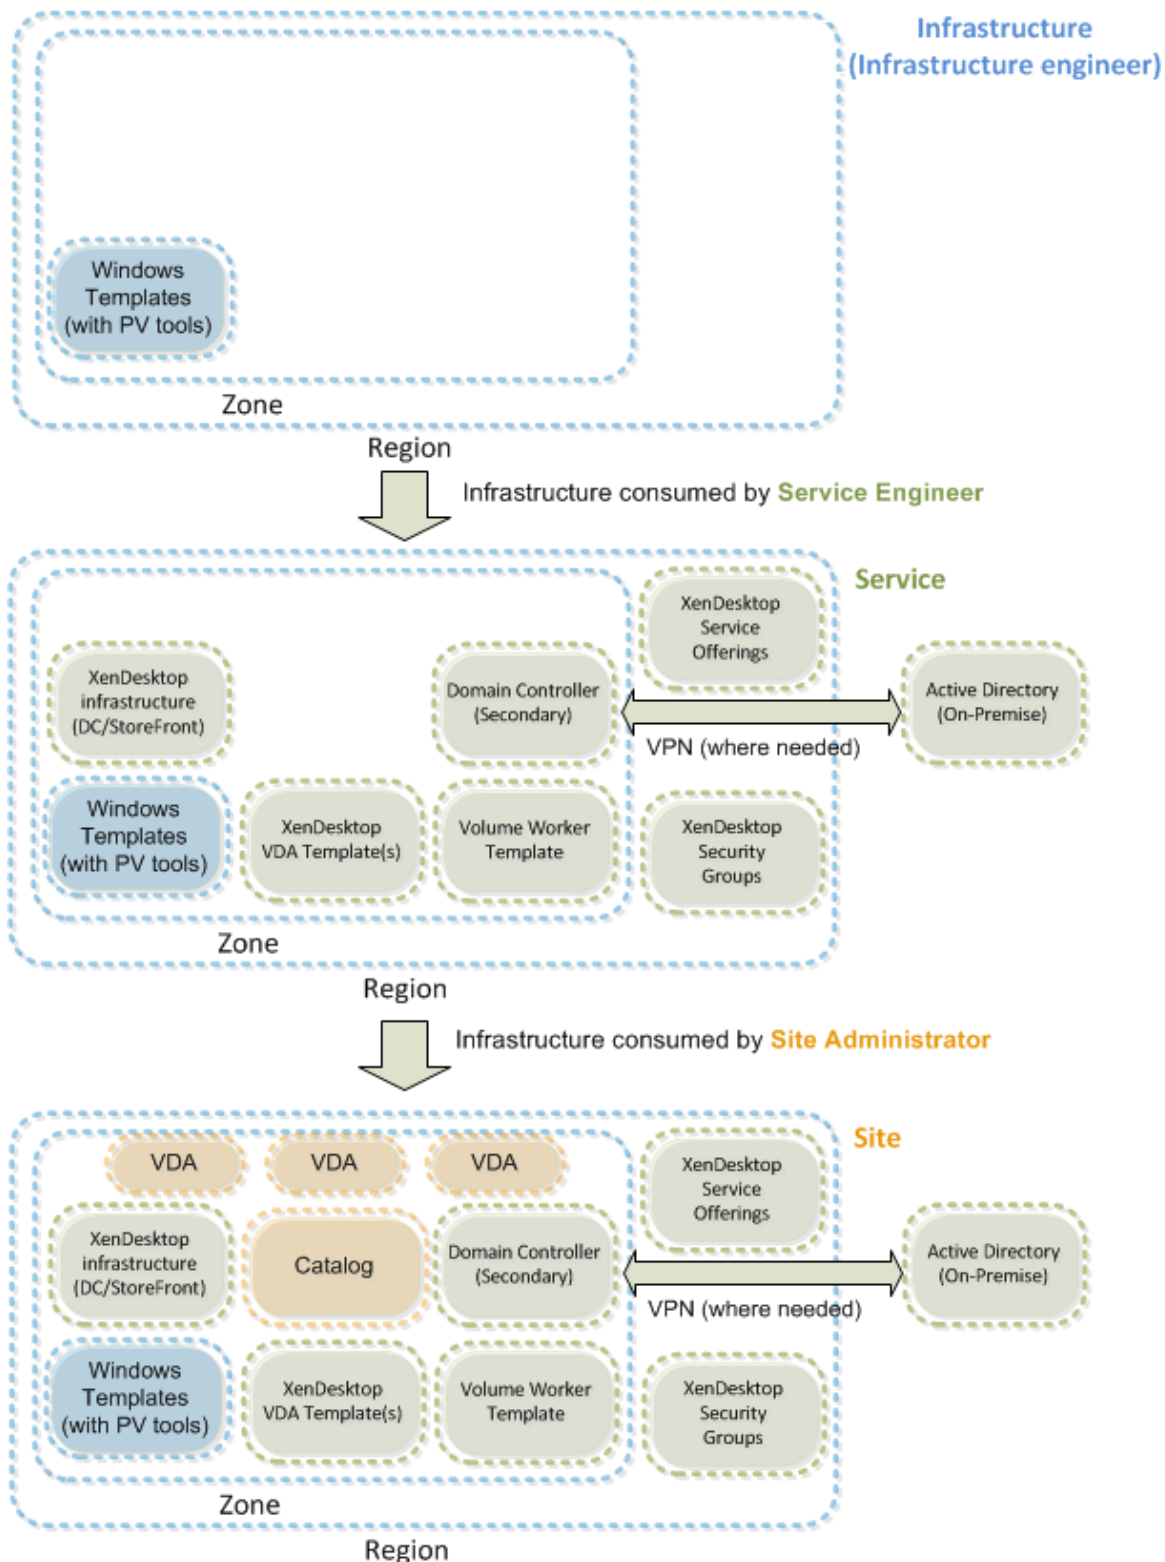 Infrastructure
(Infrastructure engineer)
Windows
Templates
(with PV tools)
Zone
Region
Infrastructure consumed by Service Engineer
Service
XenDesktop
Service
Offerings
XenDesktop
infrastructure
(DC/StoreFront)
Domain Controller
(Secondary)
Active Directory
(On-Premise)
VPN (where needed)
Windows
Templates
(with PV tools)
XenDesktop
VDA Template(s)
Volume Worker
Template
XenDesktop
Security
Groups
Zone
Region
Infrastructure consumed by Site Administrator
Site
VDA
VDA
VDA
XenDesktop
Service
Offerings
XenDesktop
infrastructure
(DC/StoreFront)
Catalog
Domain Controller
(Secondary)
Active Directory
(On-Premise)
VPN (where needed)
Windows
Templates
(with PV tools)
XenDesktop
VDA Template(s)
Volume Worker
Template
XenDesktop
Security
Groups
Zone
Region